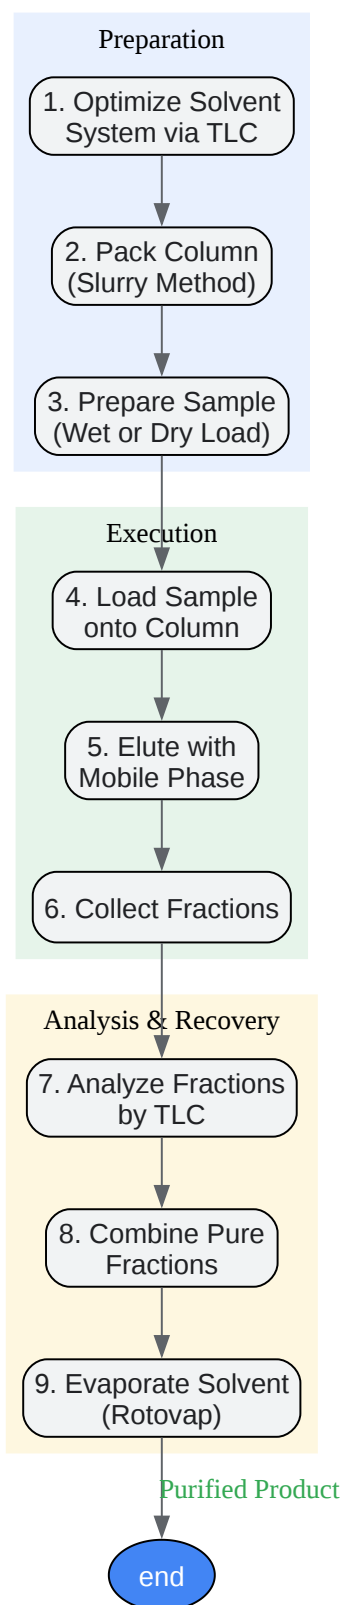 Preparation
1. Optimize Solvent
System via TLC
2. Pack Column
(Slurry Method)
3. Prepare Sample
(Wet or Dry Load)
Execution
4. Load Sample
onto Column
5. Elute with
Mobile Phase
6. Collect Fractions
Analysis & Recovery
7. Analyze Fractions
by TLC
8. Combine Pure
Fractions
9. Evaporate Solvent
(Rotovap)
Purified Product
end